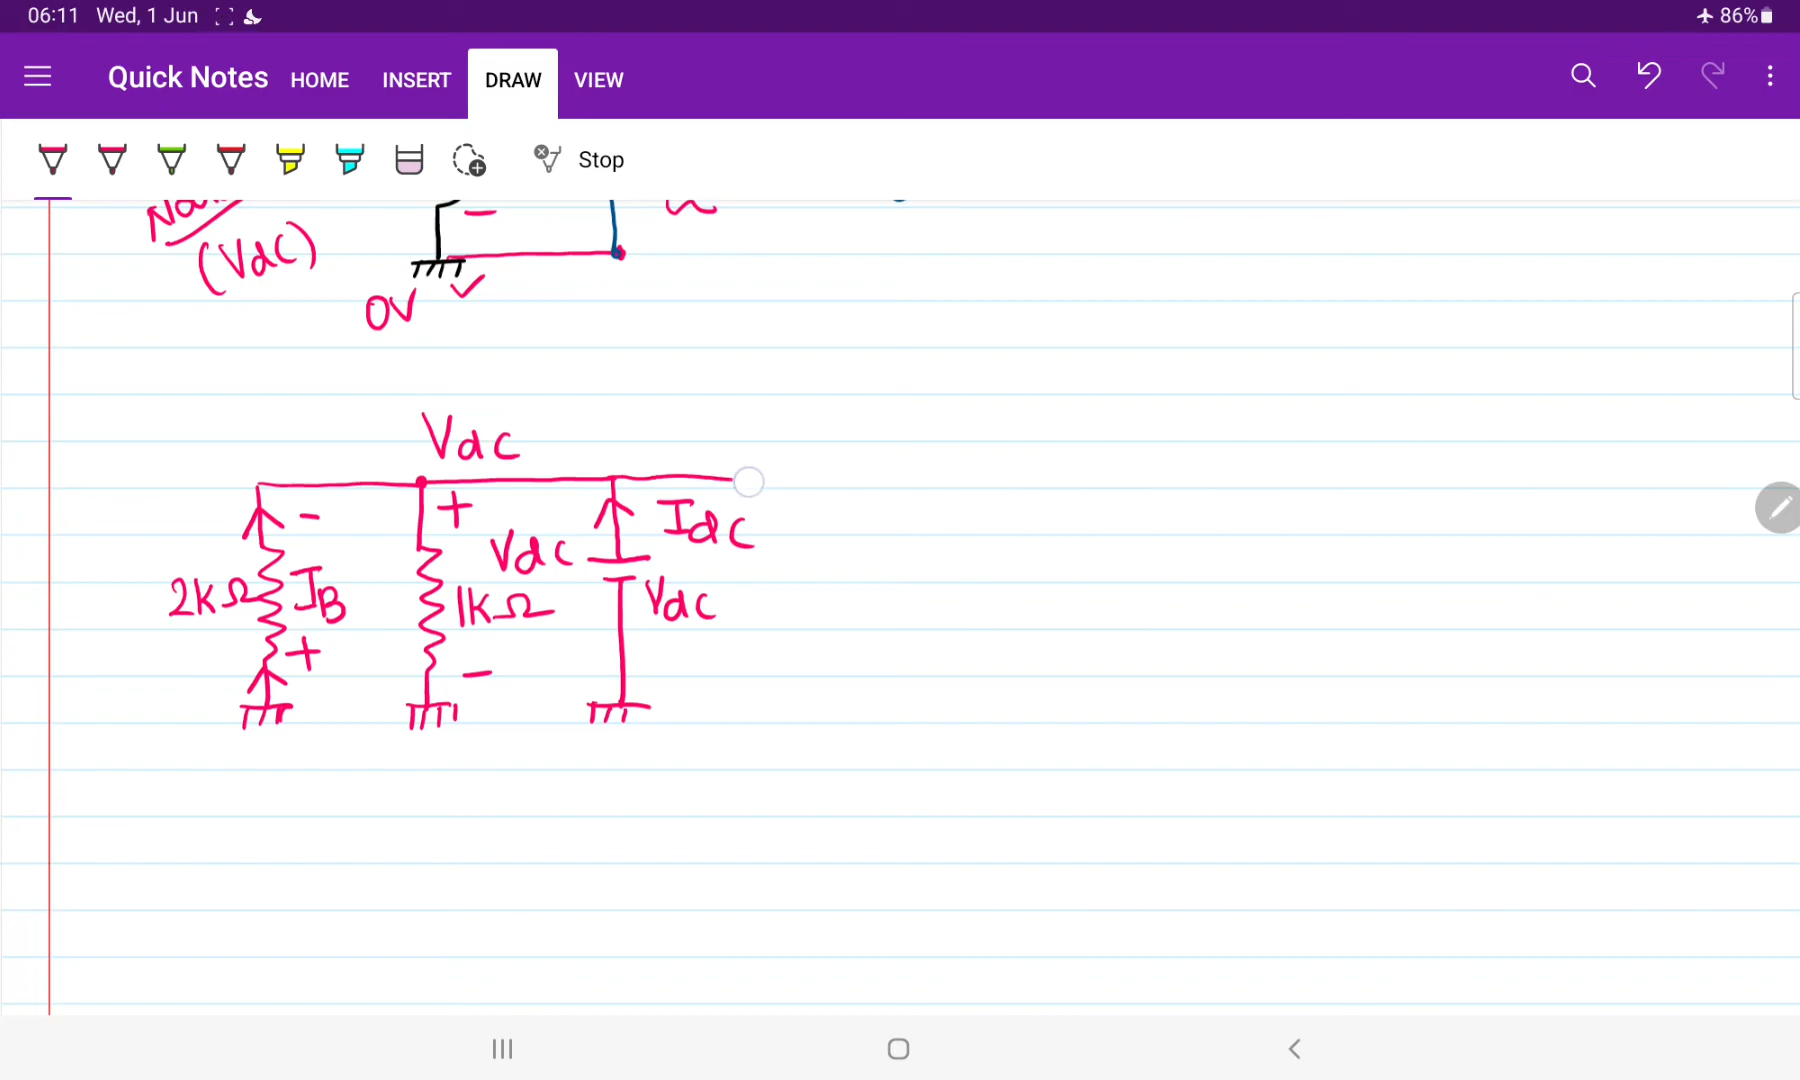 06:11 Wed, 1 Jun 86%
Quick Notes HOME INSERT DRAW VIEW
Stop
(Vdc)
-
0V
Vdc
- + Idc
Vdc
2kΩ IB 1kΩ Vdc
+ -